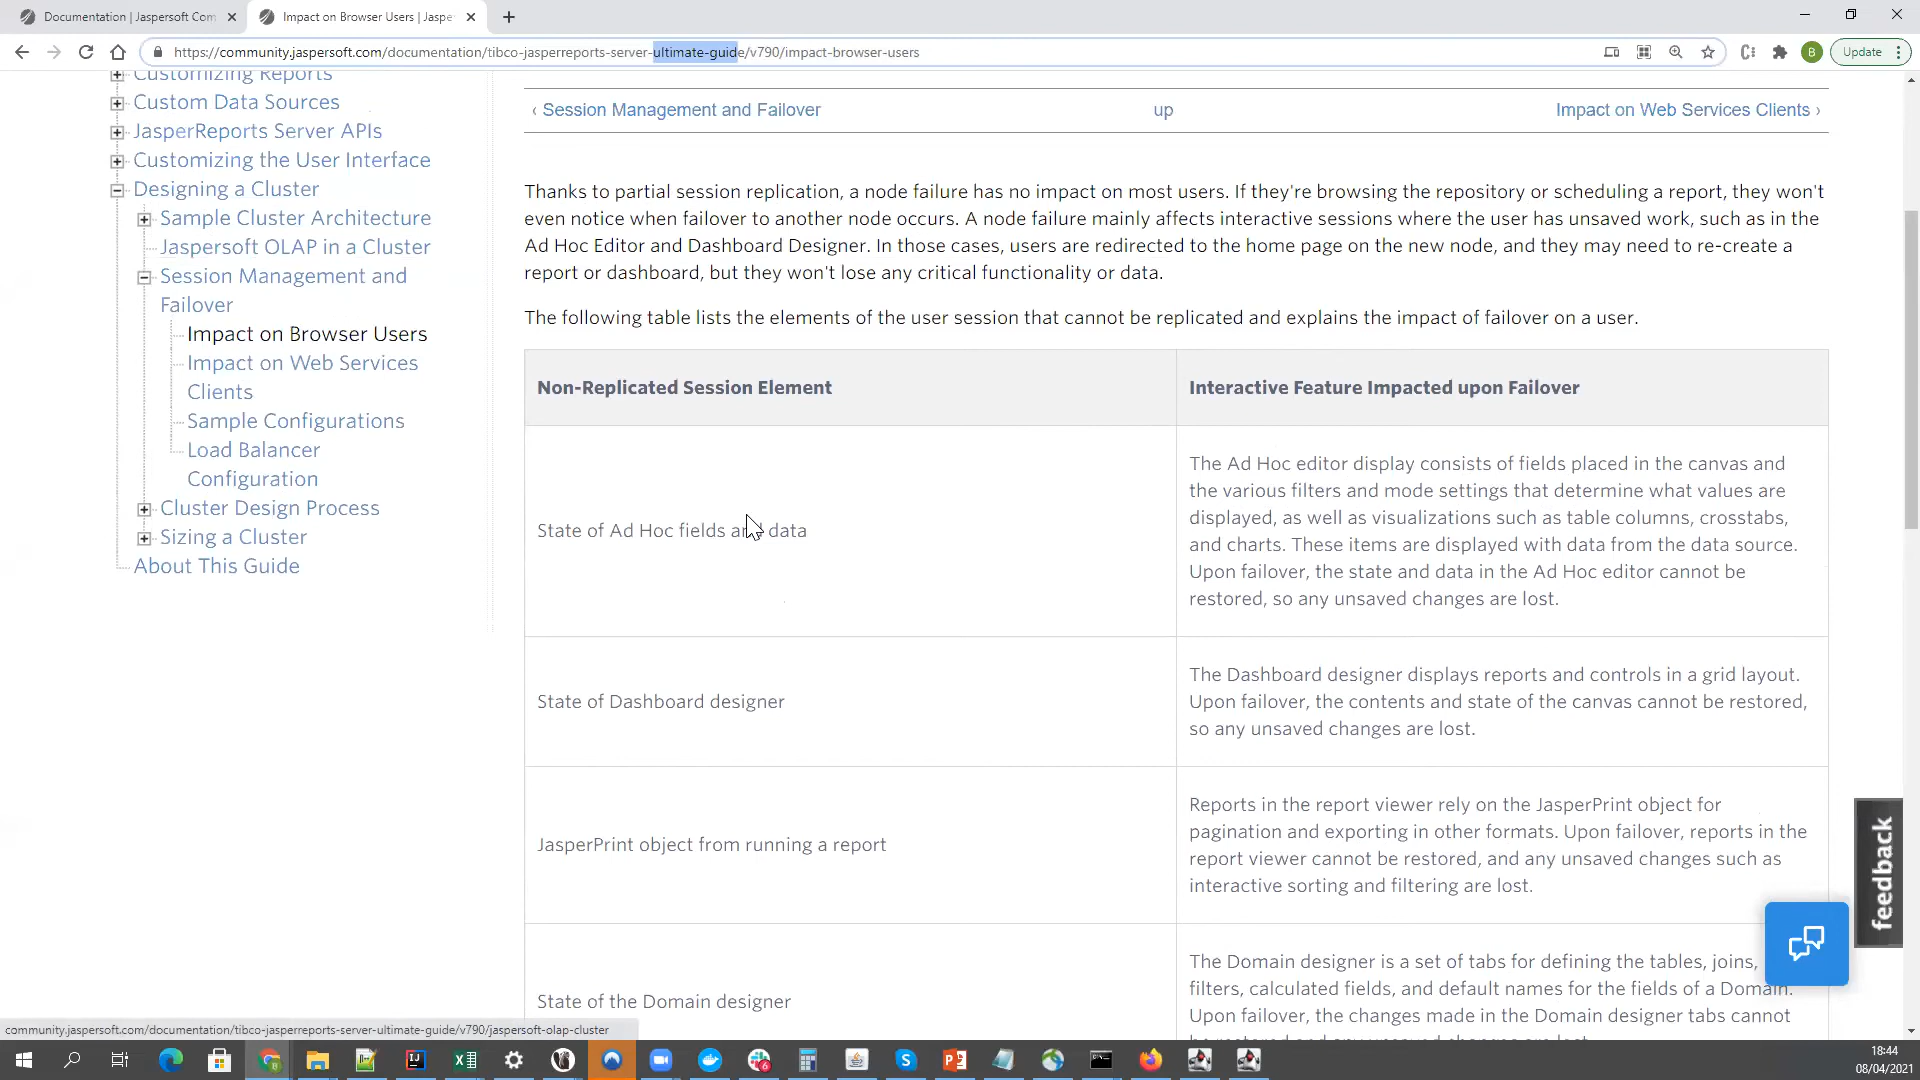 Documentation | Jaspersoft Com
Impact on Browser Users | Jaspe
https://community.jaspersoft.com/documentation/tibco-jasperreports-server-ultimate-guide/v790/impact-browser-users
B
Update
Customizing Reports
Custom Data Sources
JasperReports Server APIs
Customizing the User Interface
Designing a Cluster
Sample Cluster Architecture
Jaspersoft OLAP in a Cluster
Session Management and
Failover
Impact on Browser Users
Impact on Web Services
Clients
Sample Configurations
Load Balancer
Configuration
Cluster Design Process
Sizing a Cluster
About This Guide
‹ Session Management and Failover
up
Impact on Web Services Clients ›
Thanks to partial session replication, a node failure has no impact on most users. If they're browsing the repository or scheduling a report, they won't
even notice when failover to another node occurs. A node failure mainly affects interactive sessions where the user has unsaved work, such as in the
Ad Hoc Editor and Dashboard Designer. In those cases, users are redirected to the home page on the new node, and they may need to re-create a
report or dashboard, but they won't lose any critical functionality or data.
The following table lists the elements of the user session that cannot be replicated and explains the impact of failover on a user.
Non-Replicated Session Element
Interactive Feature Impacted upon Failover
State of Ad Hoc fields and data
The Ad Hoc editor display consists of fields placed in the canvas and
the various filters and mode settings that determine what values are
displayed, as well as visualizations such as table columns, crosstabs,
and charts. These items are displayed with data from the data source.
Upon failover, the state and data in the Ad Hoc editor cannot be
restored, so any unsaved changes are lost.
State of Dashboard designer
The Dashboard designer displays reports and controls in a grid layout.
Upon failover, the contents and state of the canvas cannot be restored,
so any unsaved changes are lost.
JasperPrint object from running a report
Reports in the report viewer rely on the JasperPrint object for
pagination and exporting in other formats. Upon failover, reports in the
report viewer cannot be restored, and any unsaved changes such as
interactive sorting and filtering are lost.
State of the Domain designer
The Domain designer is a set of tabs for defining the tables, joins,
filters, calculated fields, and default names for the fields of a Domain.
Upon failover, the changes made in the Domain designer tabs cannot
feedback
community.jaspersoft.com/documentation/tibco-jasperreports-server-ultimate-guide/v790/jaspersoft-olap-cluster
18:44
08/04/2021